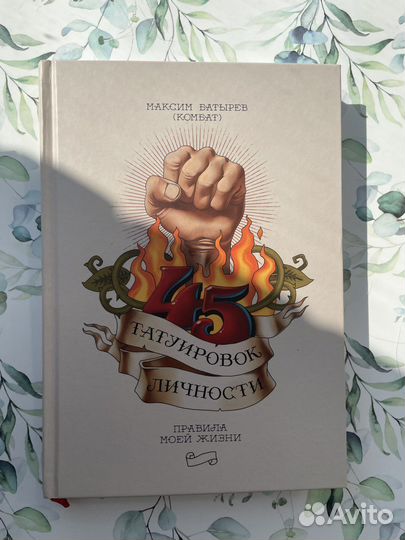 МАКСИМ БАТЫРЕВ
(КОМБАТ)
45
ТАТУИРОВОК
ЛИЧНОСТИ
ПРАВИЛА
МОЕЙ ЖИЗНИ
Avito